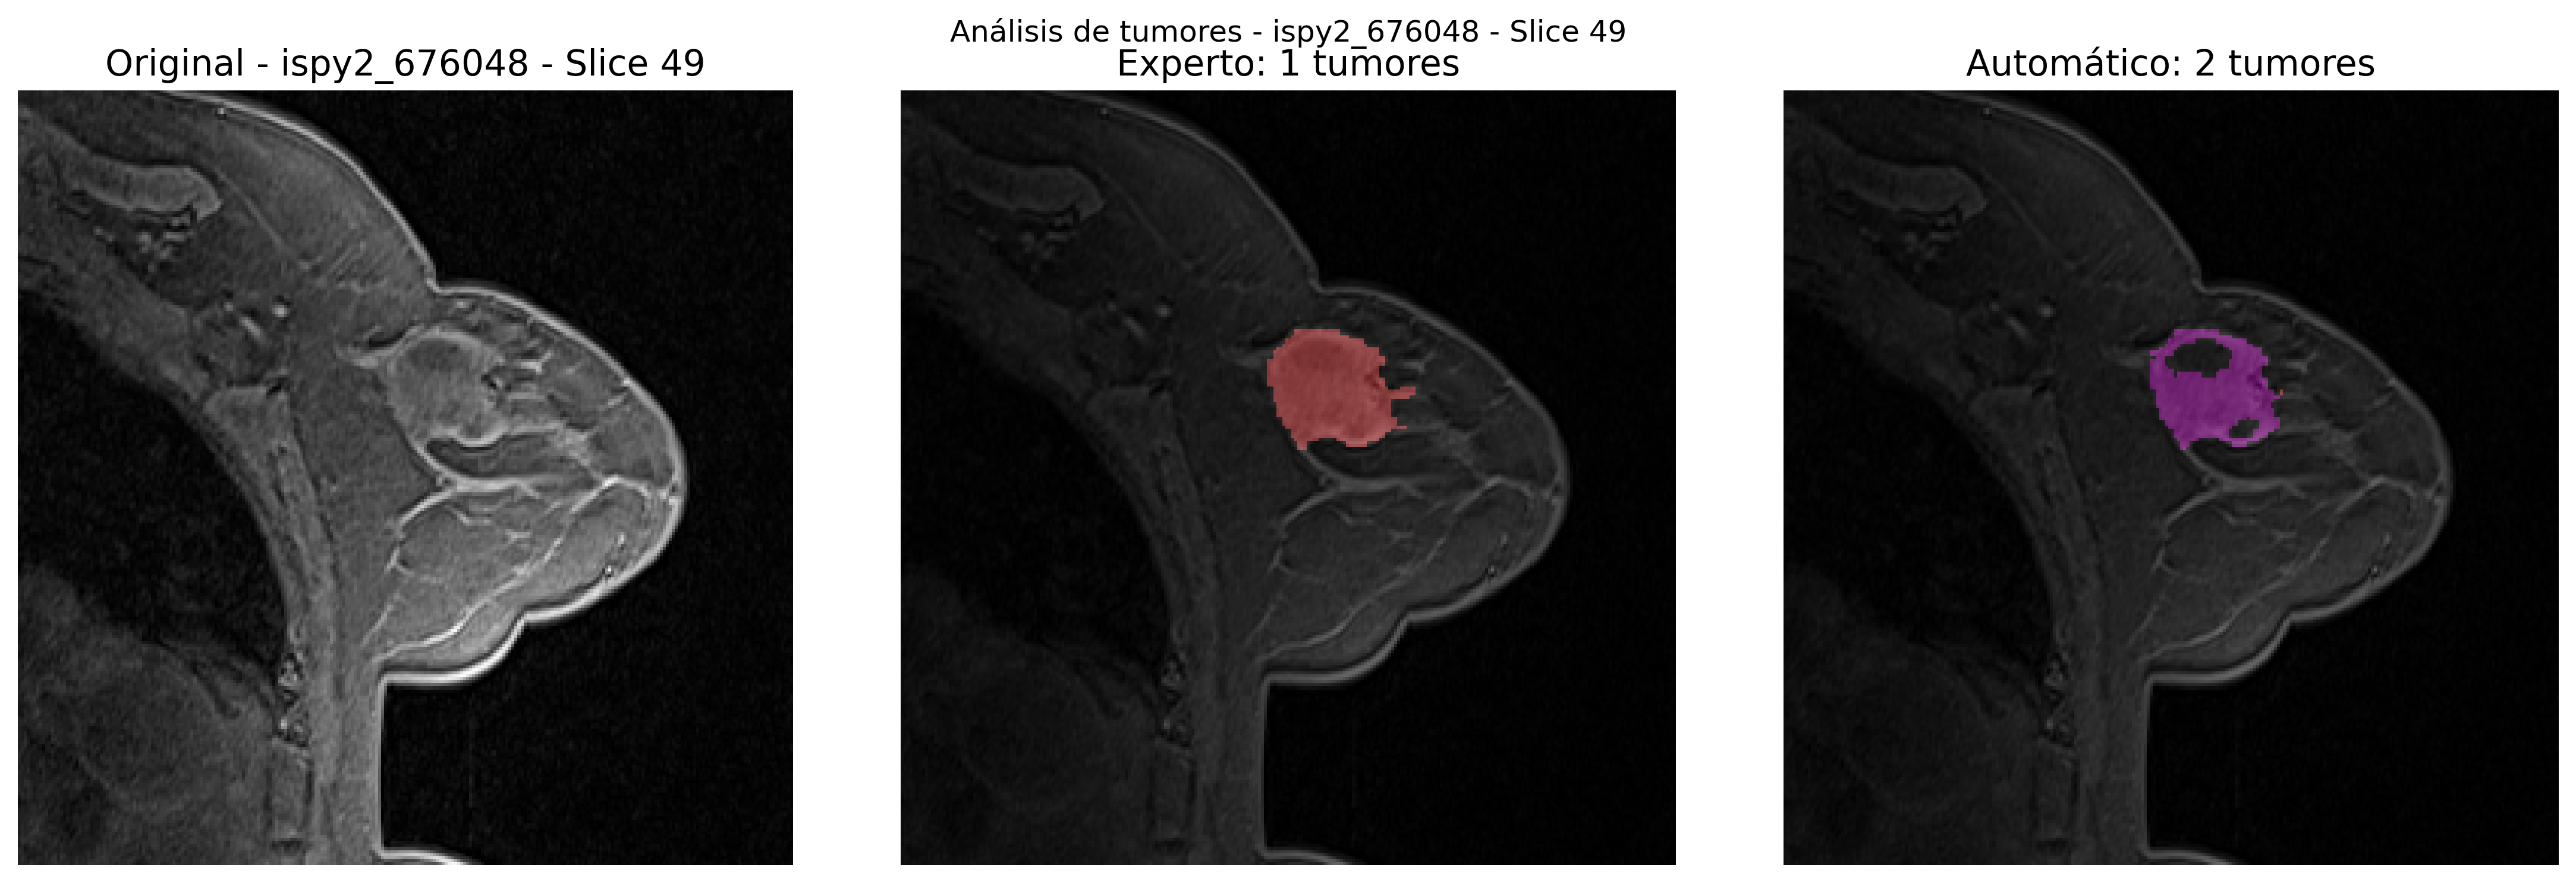 Análisis de tumores - ispy2_676048 - Slice 49
Original - ispy2_676048 - Slice 49
Experto: 1 tumores
Automático: 2 tumores